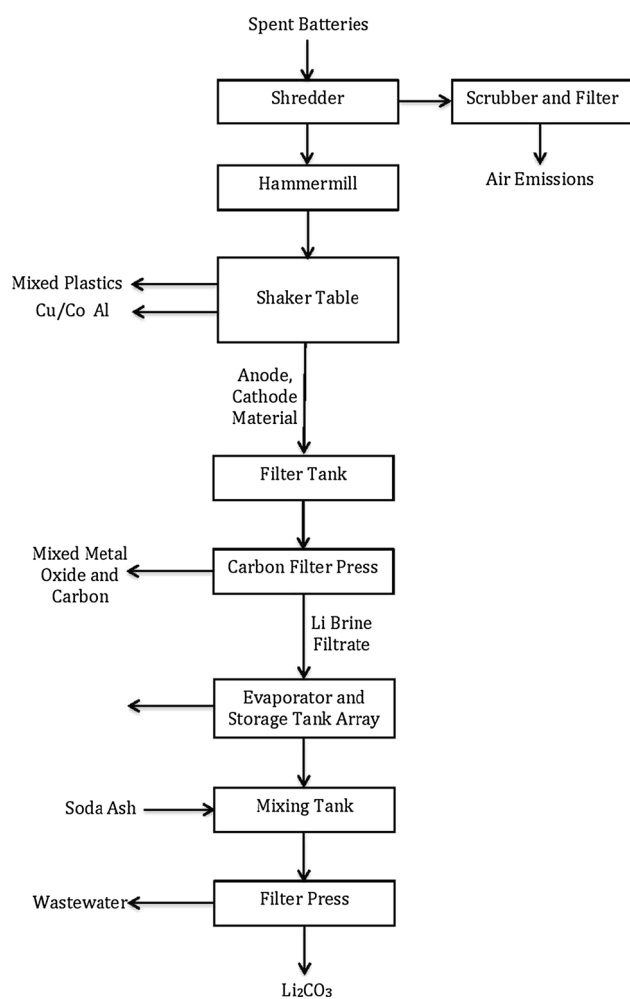 Spent Batteries
Shredder
Scrubber and Filter
Air Emissions
Hammermill
Mixed Plastics
Shaker Table
Cu/Co Al
Anode,
Cathode
Material
Filter Tank
Mixed Metal
Oxide and
Carbon
Carbon Filter Press
Li Brine
Filtrate
Evaporator and
Storage Tank Array
Soda Ash
Mixing Tank
Wastewater
Filter Press
Li₂CO₃